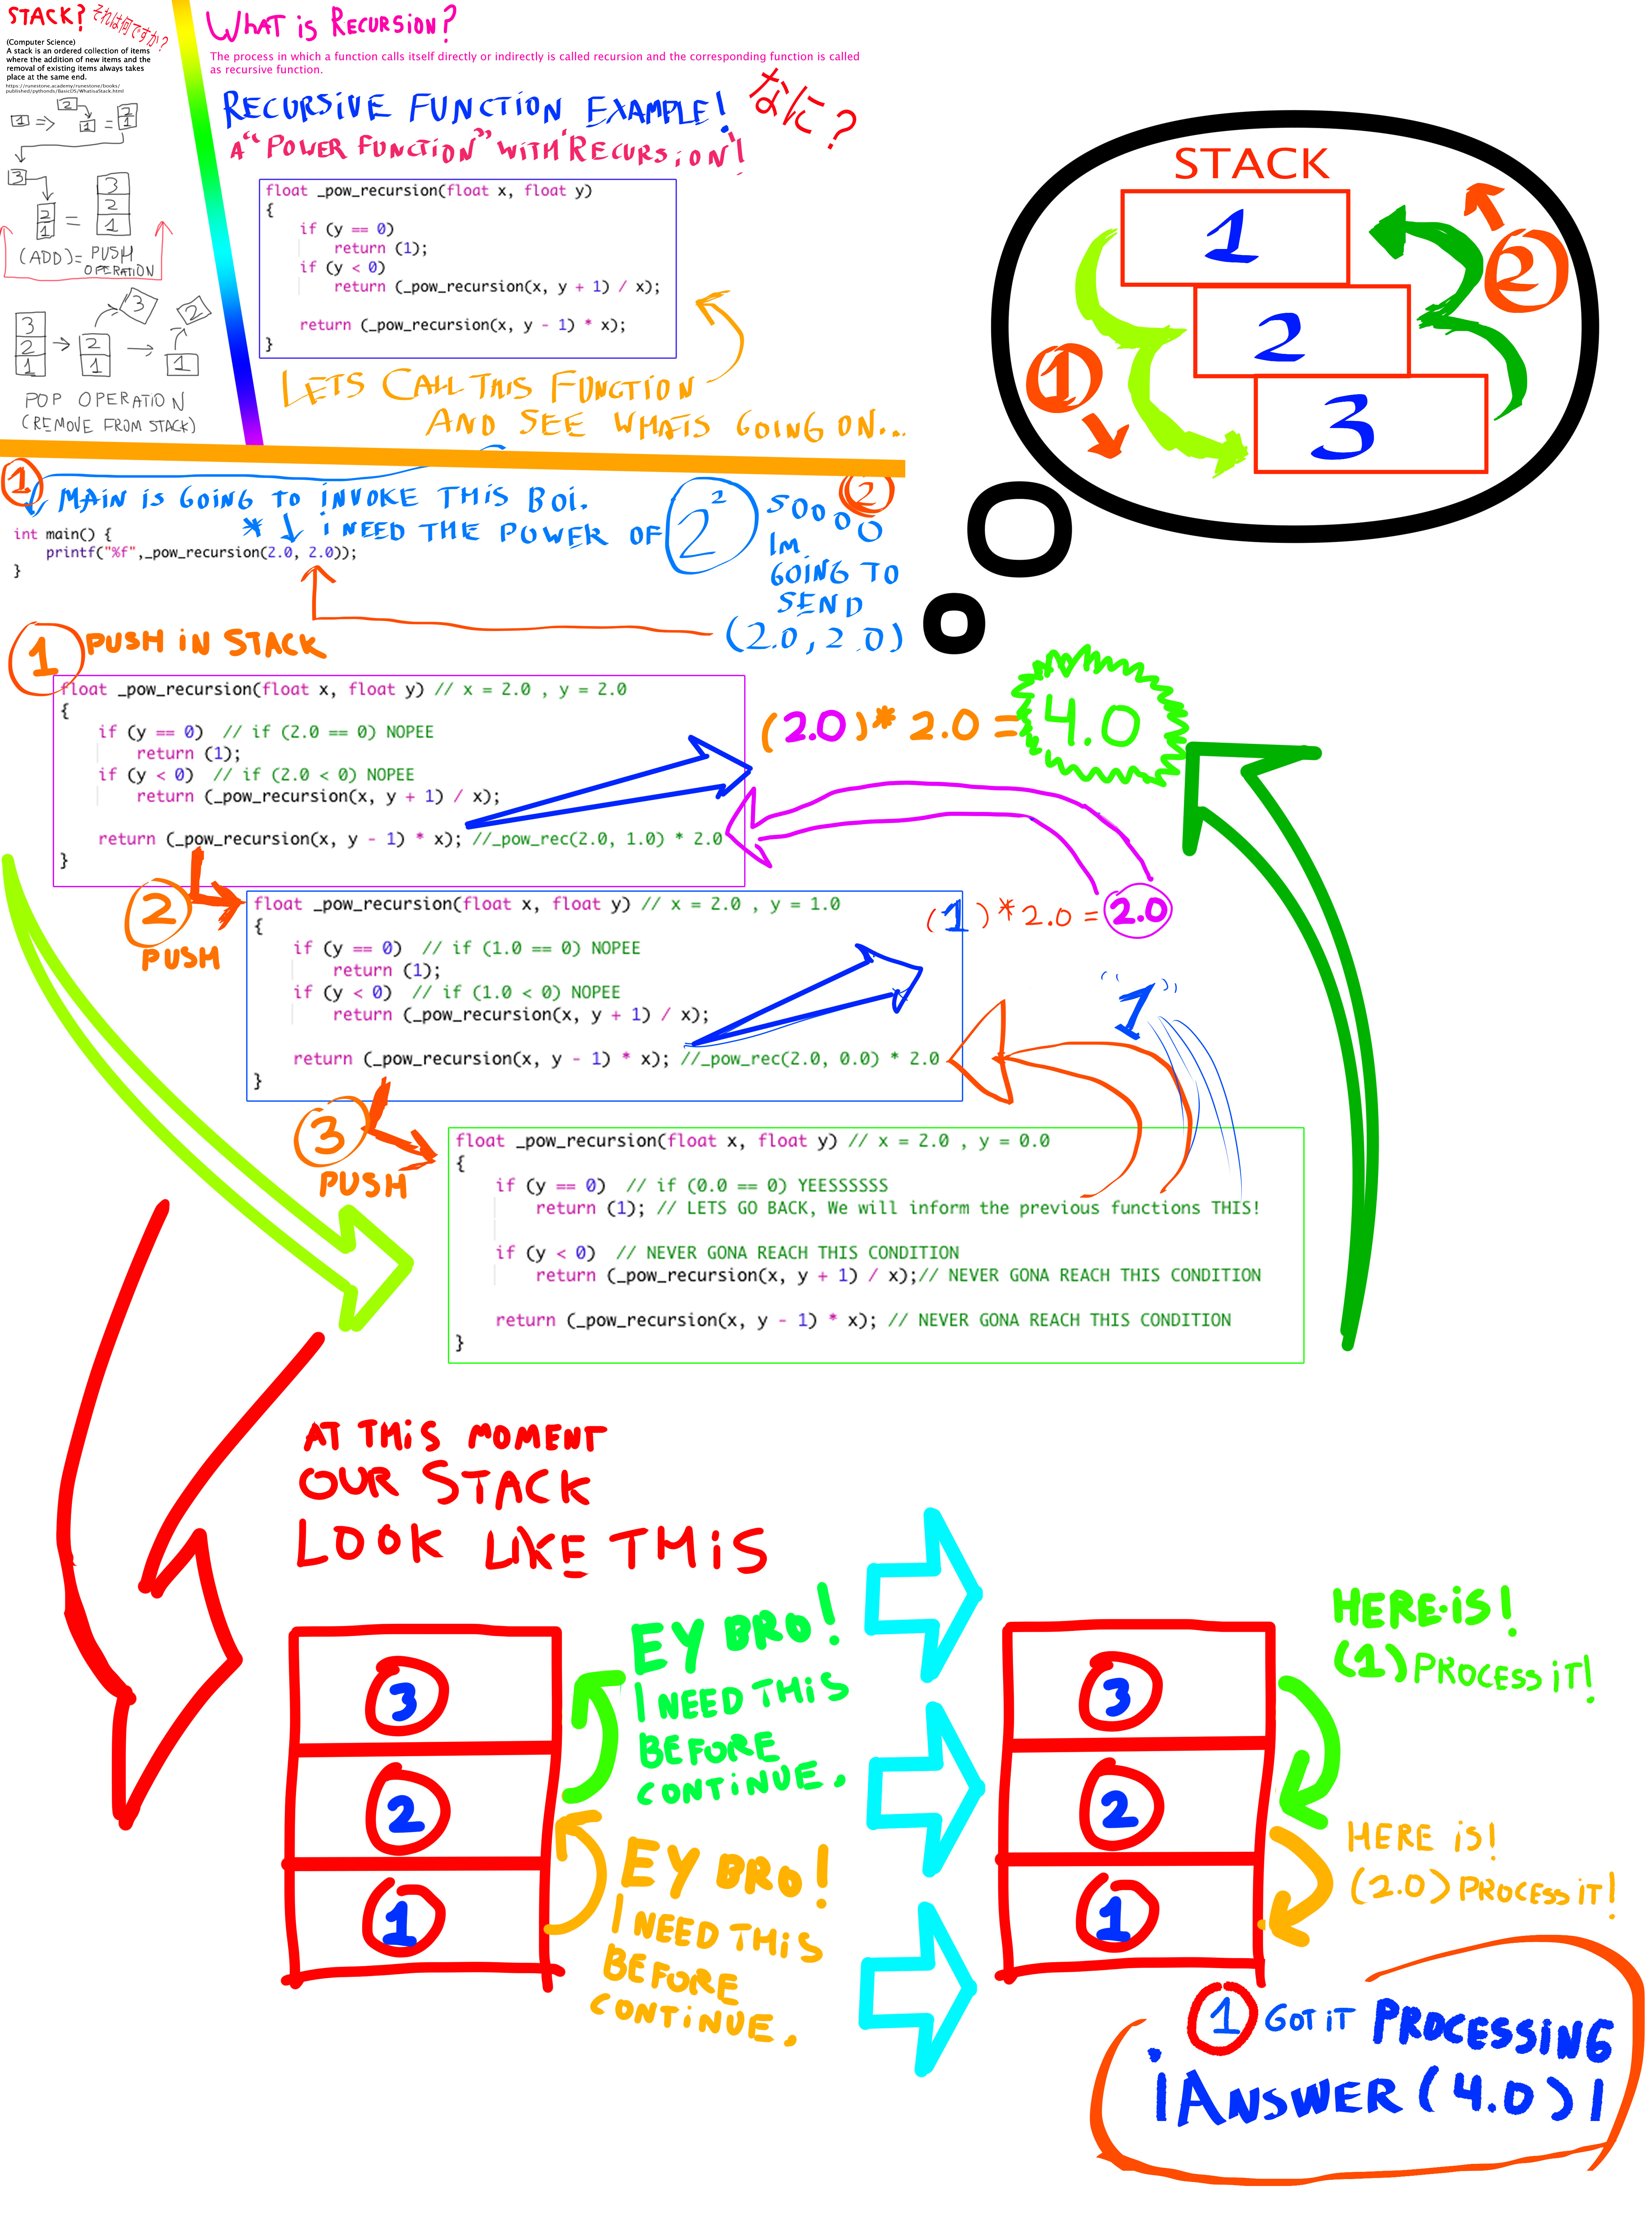 STACK? それは何ですか?
(Computer Science)
A stack is an ordered collection of items
where the addition of new items and the
removal of existing items always takes
place at the same end.
https://runestone.academy/runestone/books/
published/pythonds/BasicDS/WhatisaStack.html
1 => 2 1 = 2 1
3
2 1 = 3 2 1
(ADD) = PUSH
OPERATION
3 2 1 → 2 1 3 → 1 2
POP OPERATION
(REMOVE FROM STACK)
WHAT iS RECURSiON?
The process in which a function calls itself directly or indirectly is called recursion and the corresponding function is called
as recursive function.
RECURSIVE FUNCTION EXAMPLE! なに?
A "POWER FUNCTiON" WiTH 'RECURSiON'!
float _pow_recursion(float x, float y)
{
if (y == 0)
return (1);
if (y < 0)
return (_pow_recursion(x, y + 1) / x);
return (_pow_recursion(x, y - 1) * x);
}
LETS CALL THiS FUNCTiON
AND SEE WHATS GOiNG ON...
STACK
1
2
3
1
2
1 MAiN iS GOiNG TO iNVOKE THiS BOi.
* ↓ i NEED THE POWER OF 2²
SOOOO 2
IM
GOiNG TO
SEND
(2.0, 2.0)
int main() {
printf("%f",_pow_recursion(2.0, 2.0));
}
1 PUSH iN STACK
float _pow_recursion(float x, float y) // x = 2.0 , y = 2.0
{
if (y == 0) // if (2.0 == 0) NOPEE
return (1);
if (y < 0) // if (2.0 < 0) NOPEE
return (_pow_recursion(x, y + 1) / x);
return (_pow_recursion(x, y - 1) * x); //_pow_rec(2.0, 1.0) * 2.0
}
(2.0)* 2.0 = 4.0
2
PUSH
float _pow_recursion(float x, float y) // x = 2.0 , y = 1.0
{
if (y == 0) // if (1.0 == 0) NOPEE
return (1);
if (y < 0) // if (1.0 < 0) NOPEE
return (_pow_recursion(x, y + 1) / x);
return (_pow_recursion(x, y - 1) * x); //_pow_rec(2.0, 0.0) * 2.0
}
(1)*2.0 = 2.0
"1"
3
PUSH
float _pow_recursion(float x, float y) // x = 2.0 , y = 0.0
{
if (y == 0) // if (0.0 == 0) YEESSSSSS
return (1); // LETS GO BACK, We will inform the previous functions THIS!
if (y < 0) // NEVER GONA REACH THIS CONDITION
return (_pow_recursion(x, y + 1) / x);// NEVER GONA REACH THIS CONDITION
return (_pow_recursion(x, y - 1) * x); // NEVER GONA REACH THIS CONDITION
}
AT THiS MOMENT
OUR STACK
LOOK LIKE THiS
3
2
1
EY BRO!
I NEED THiS
BEFORE
CONTiNUE.
EY BRO!
I NEED THiS
BEFORE
CONTiNUE.
3
2
1
HERE iS!
(1) PROCESS iT!
HERE iS!
(2.0) PROCESS iT!
1 GOT iT PROCESSiNG
¡ANSWER (4.0)!